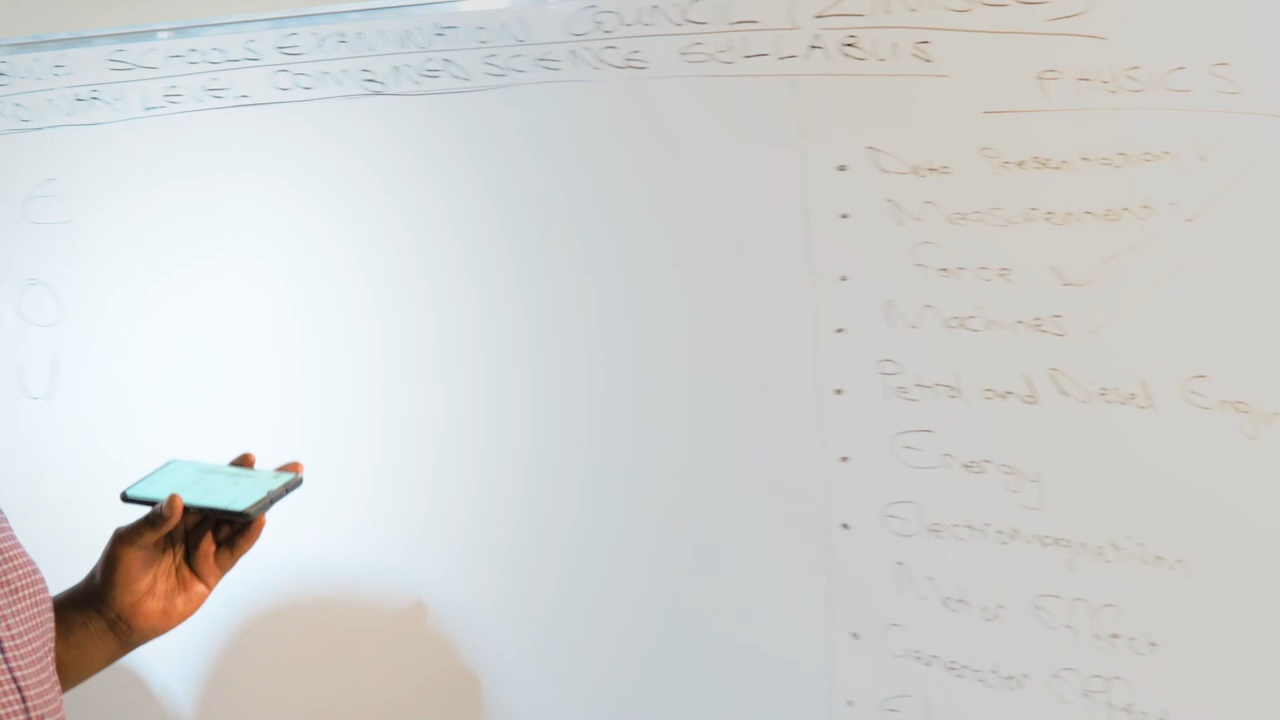 SCHOOLS EXAMINATION COUNCIL (ZIMSEC)
LEVEL COMBINED SCIENCE SYLLABUS
PHYSICS
E
O
U
• Data Presentation ✓
• Measurement ✓
• Force ✓
• Machines
• Petrol and Diesel
• Energy
• Electromagnetism
Motor Effect
• Generator Effect